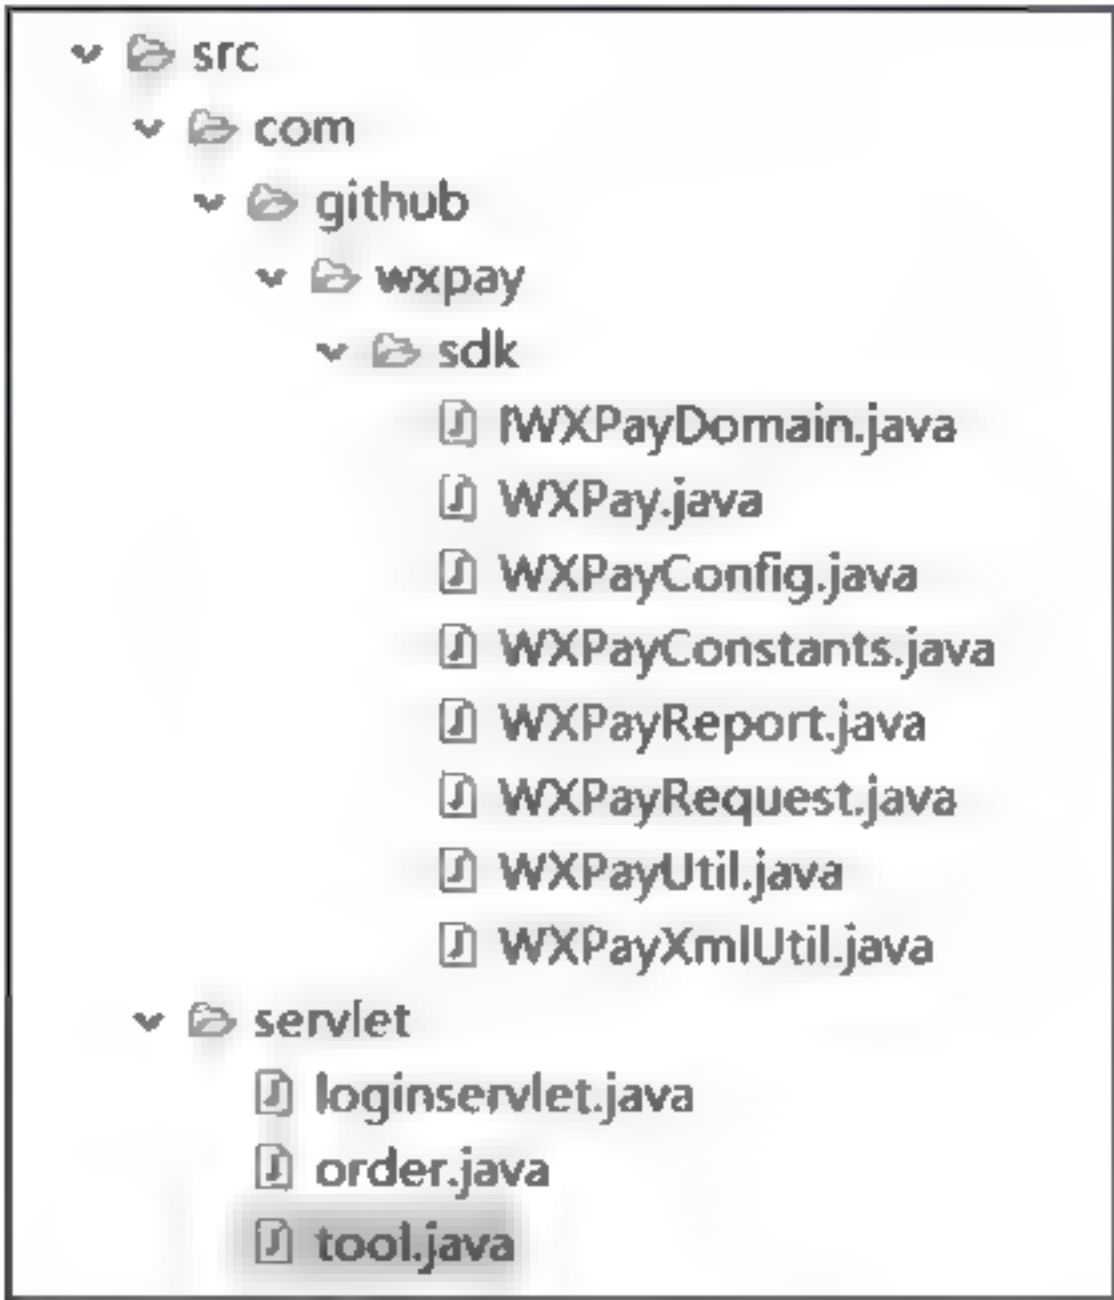 src
com
github
wxpay
sdk
IWXPayDomain.java
WXPay.java
WXPayConfig.java
WXPayConstants.java
WXPayReport.java
WXPayRequest.java
WXPayUtil.java
WXPayXmlUtil.java
servlet
loginservlet.java
order.java
tool.java